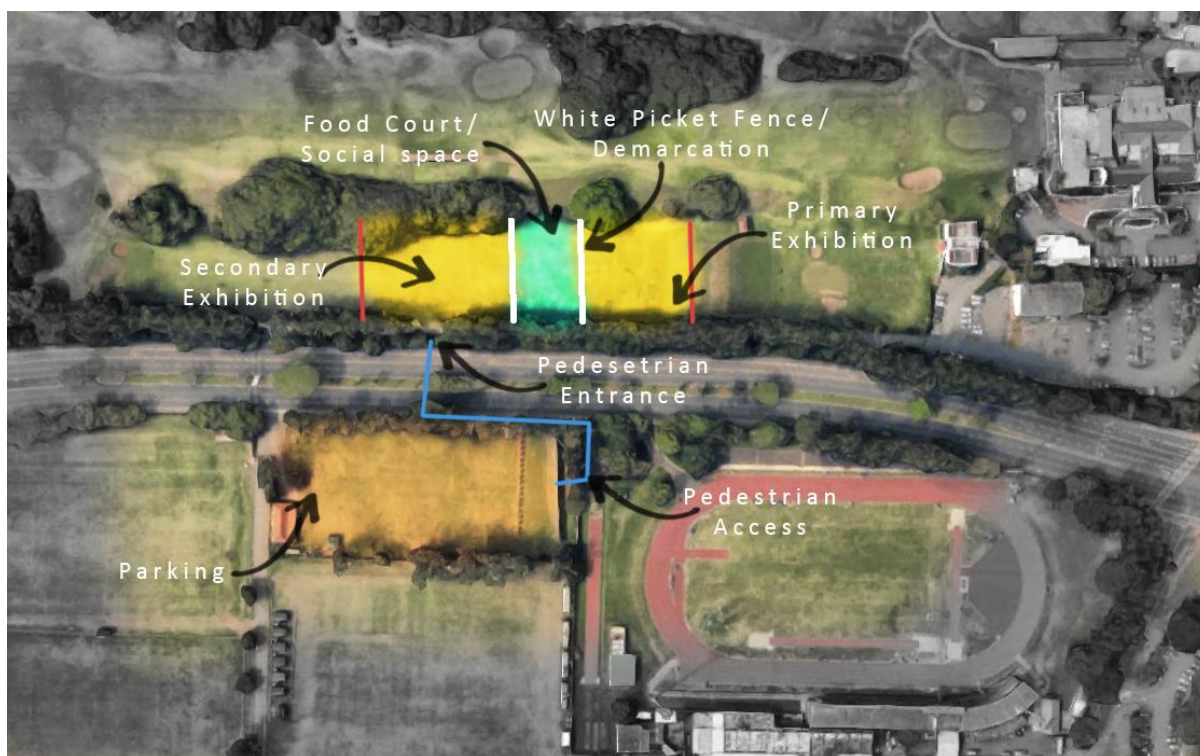 Food Court/
Social space
White Picket Fence/
Demarcation
Primary
Exhibition
Secondary
Exhibition
Pedesetrian
Entrance
Pedestrian
Access
Parking